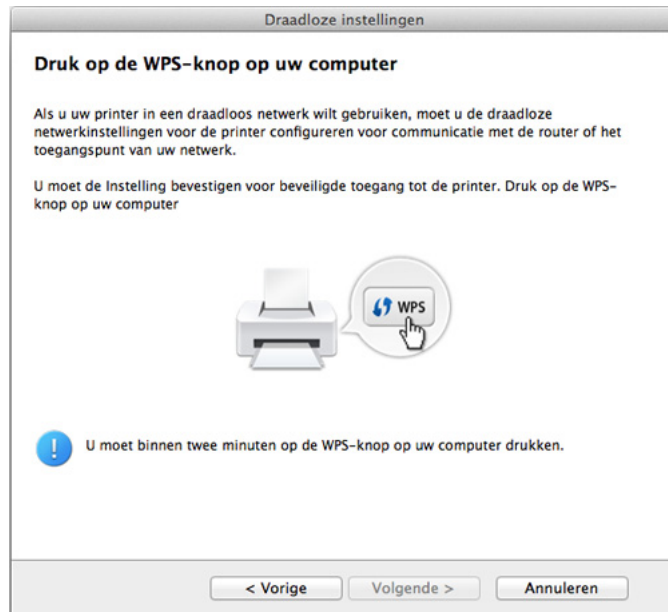 Draadloze instellingen
Druk op de WPS-knop op uw computer
Als u uw printer in een draadloos netwerk wilt gebruiken, moet u de draadloze
netwerkinstellingen voor de printer configureren voor communicatie met de router of het
toegangspunt van uw netwerk.
U moet de Instelling bevestigen voor beveiligde toegang tot de printer. Druk op de WPS-
knop op uw computer
WPS
U moet binnen twee minuten op de WPS-knop op uw computer drukken.
< Vorige Volgende > Annuleren